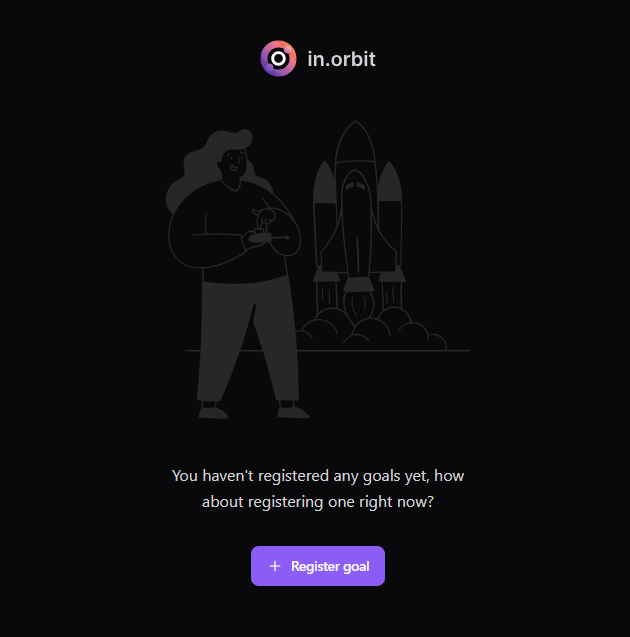 in.orbit
You haven't registered any goals yet, how
about registering one right now?
Register goal